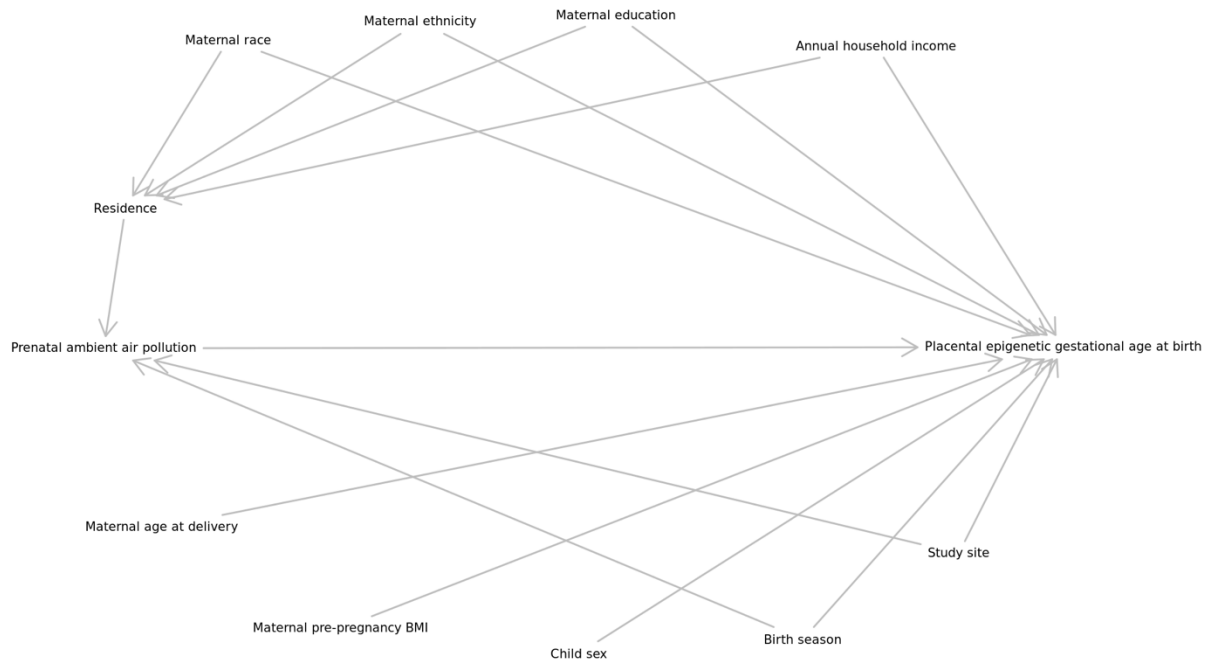 Maternal education
Maternal ethnicity
Maternal race
Annual household income
Residence
Prenatal ambient air pollution
Placental epigenetic gestational age at birth
Maternal age at delivery
Study site
Maternal pre-pregnancy BMI
Birth season
Child sex